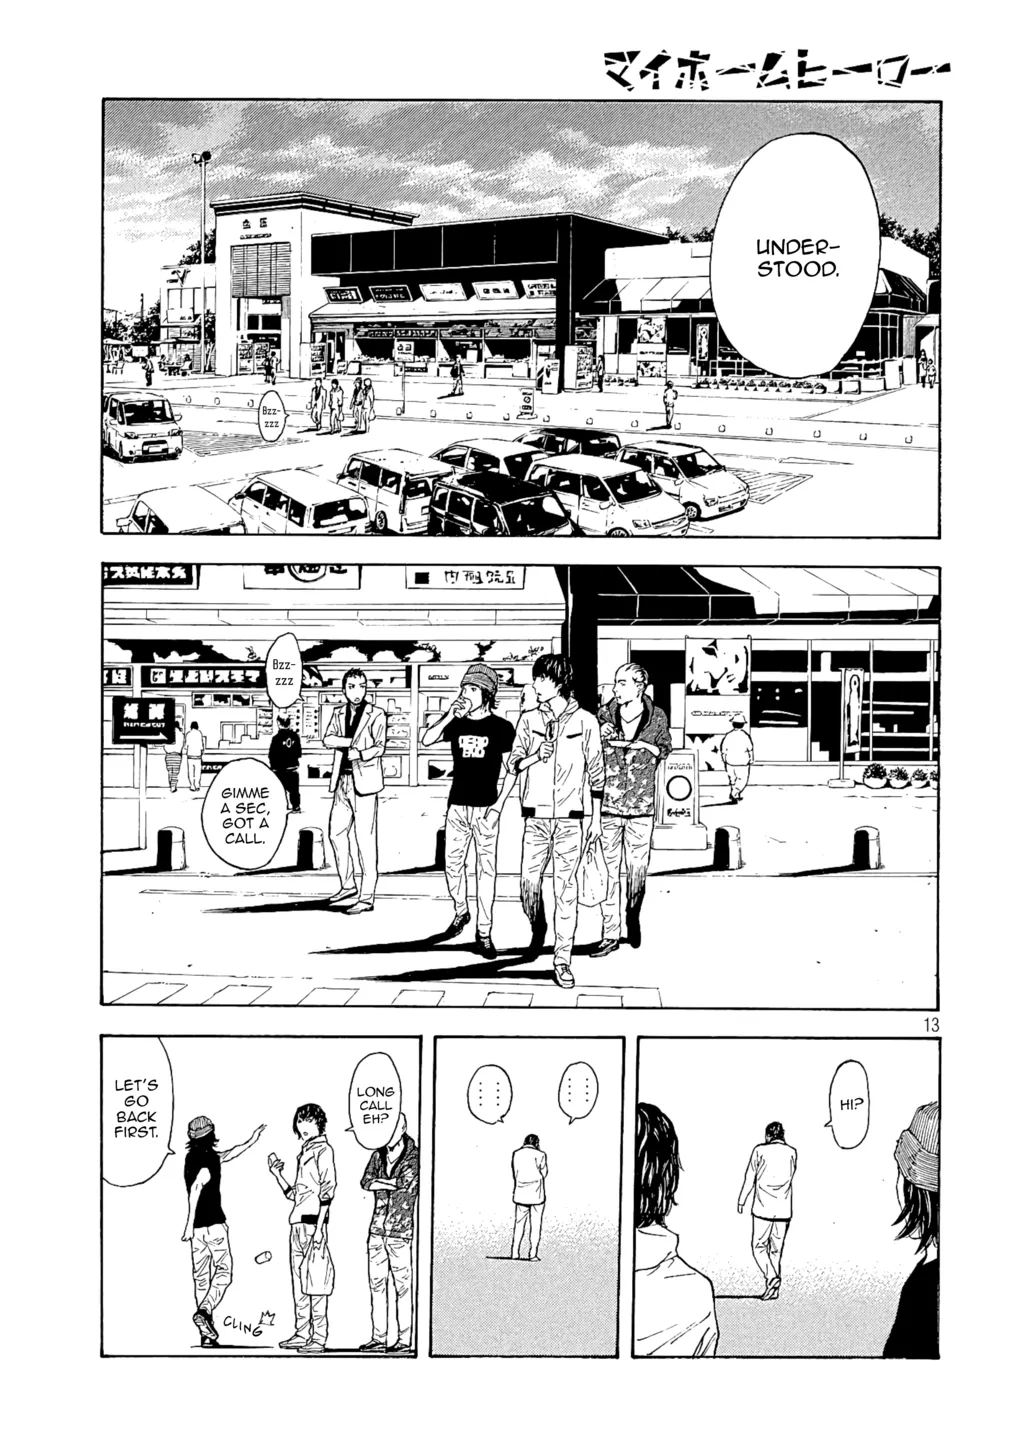 マイホームヒーロー
UNDER-
STOOD.
Bzz-
zzz
Bzz-
zzz
GIMME
A SEC,
GOT A
CALL.
13
HI?
......
......
LONG
CALL
EH?
LET'S
GO
BACK
FIRST.
CLING